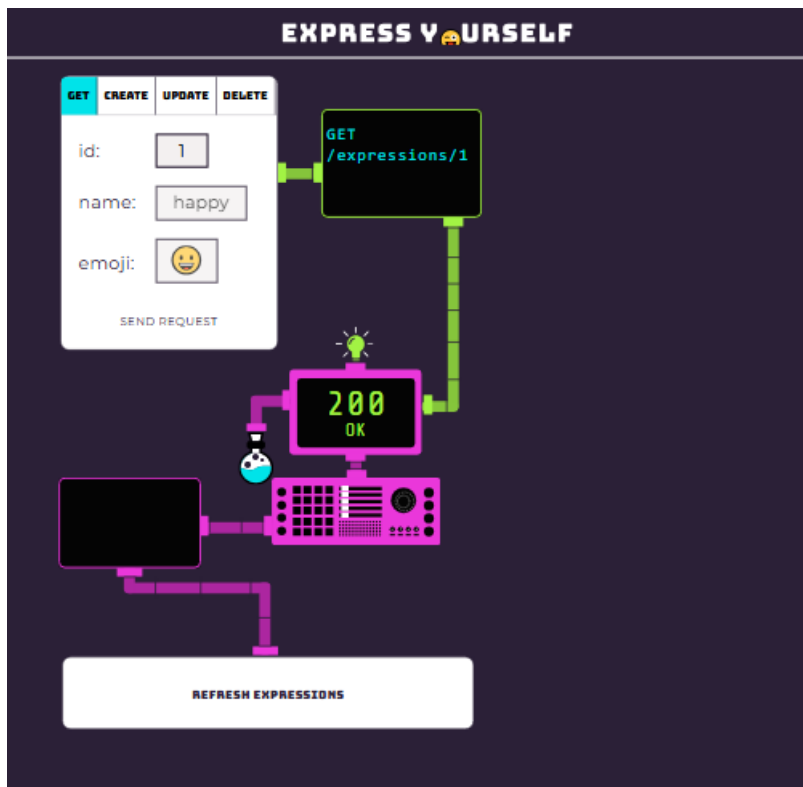 EXPRESS Y😜URSELF
GET CREATE UPDATE DELETE
id: 1
name: happy
emoji: 😀
SEND REQUEST
GET
/expressions/1
200
OK
REFRESH EXPRESSIONS